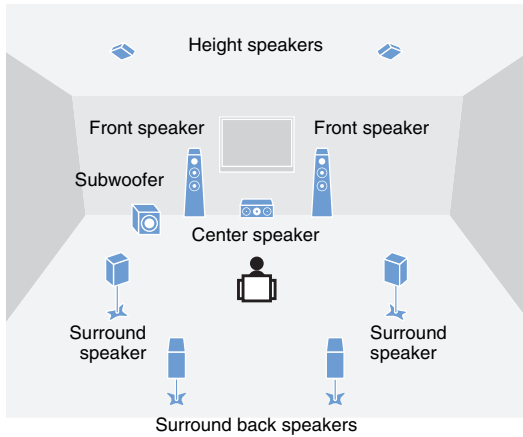 Height speakers
Front speaker
Front speaker
Subwoofer
Center speaker
Surround
speaker
Surround
speaker
Surround back speakers